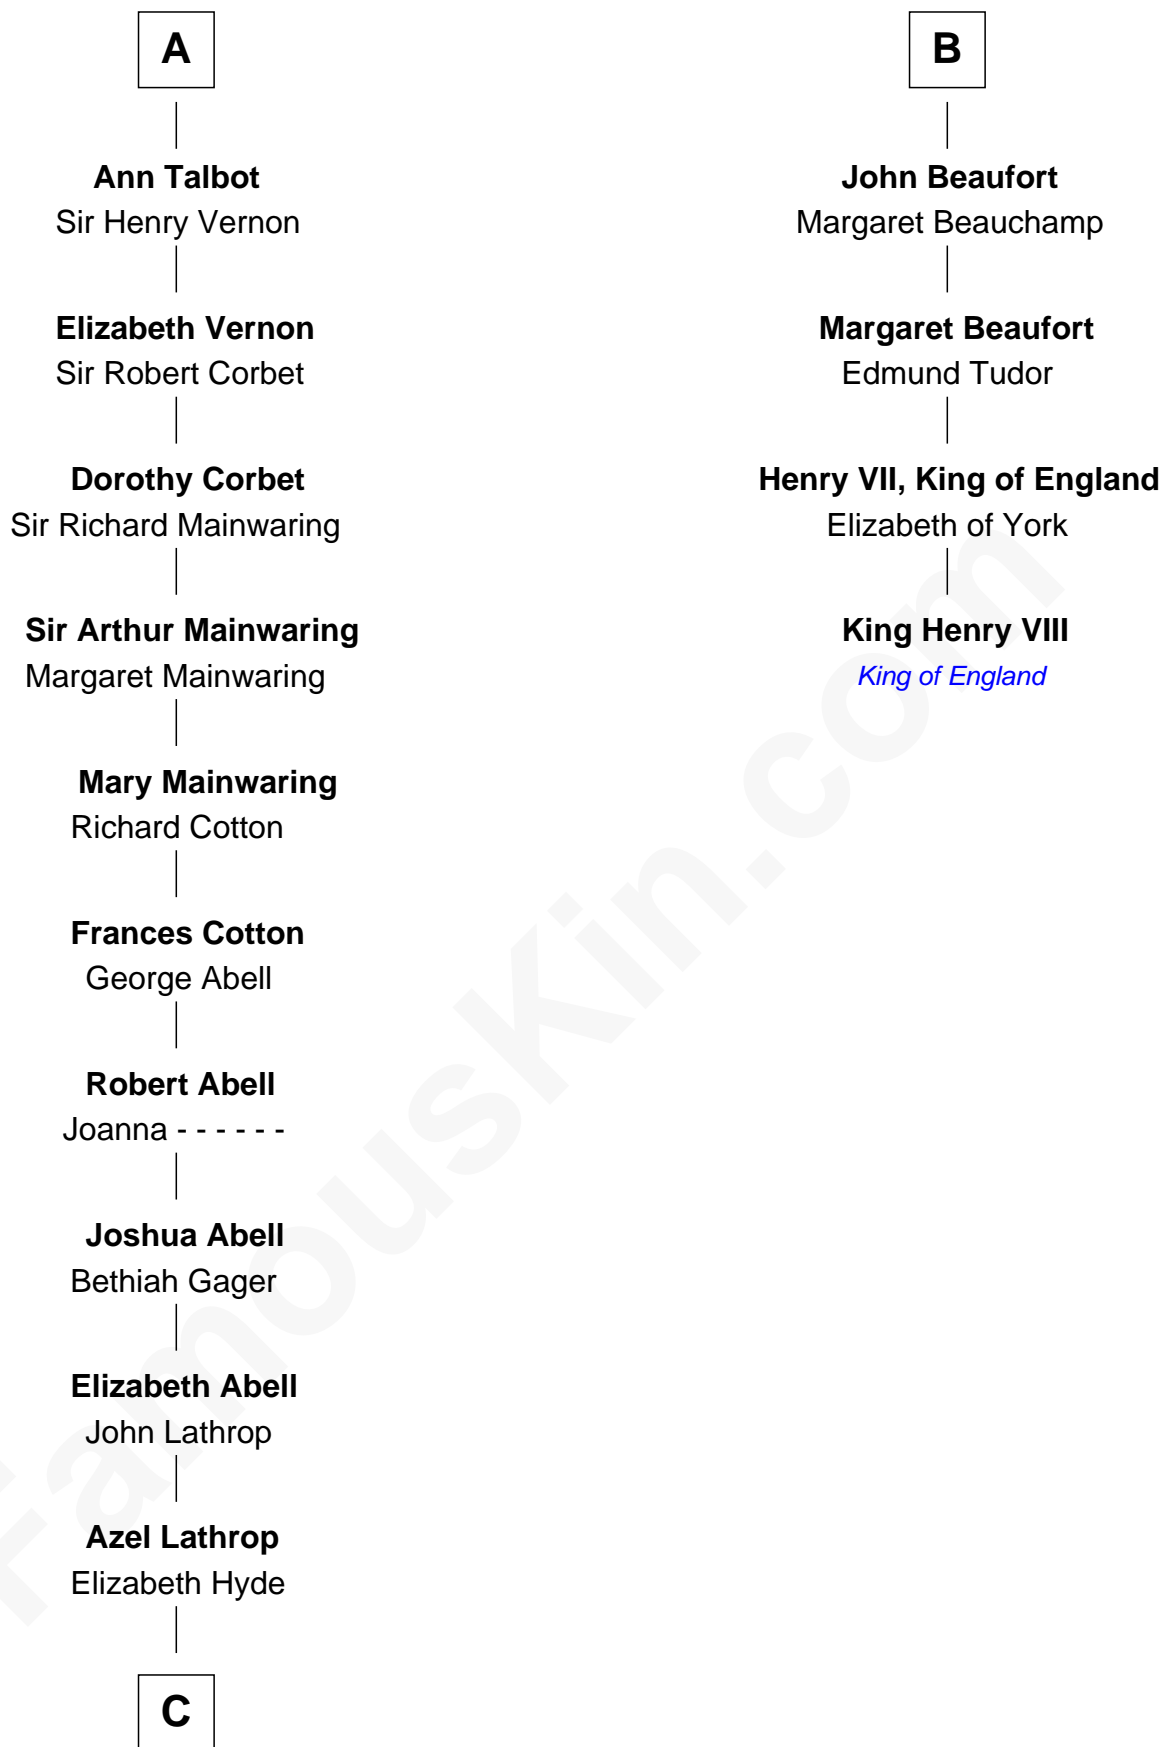 A
Ann Talbot
Sir Henry Vernon
Elizabeth Vernon
Sir Robert Corbet
Dorothy Corbet
Sir Richard Mainwaring
Sir Arthur Mainwaring
Margaret Mainwaring
Mary Mainwaring
Richard Cotton
Frances Cotton
George Abell
Robert Abell
Joanna - - - - - -
Joshua Abell
Bethiah Gager
Elizabeth Abell
John Lathrop
Azel Lathrop
Elizabeth Hyde
C
B
John Beaufort
Margaret Beauchamp
Margaret Beaufort
Edmund Tudor
Henry VII, King of England
Elizabeth of York
King Henry VIII
King of England
FamousKin.com